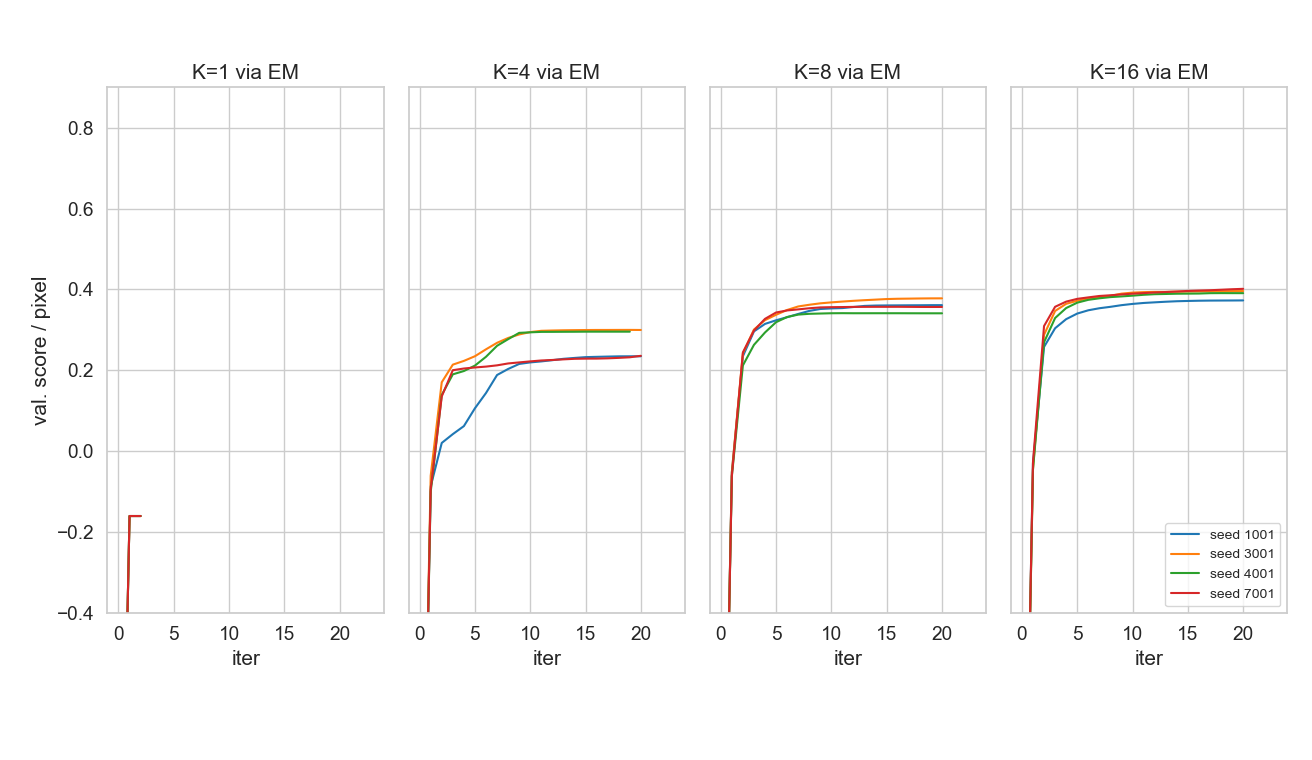 K=1 via EM
K=4 via EM
K=8 via EM
K=16 via EM
val. score / pixel
0.8
0.6
0.4
0.2
0.0
−0.2
−0.4
0 5 10 15 20
0 5 10 15 20
0 5 10 15 20
0 5 10 15 20
iter
iter
iter
iter
seed 1001
seed 3001
seed 4001
seed 7001